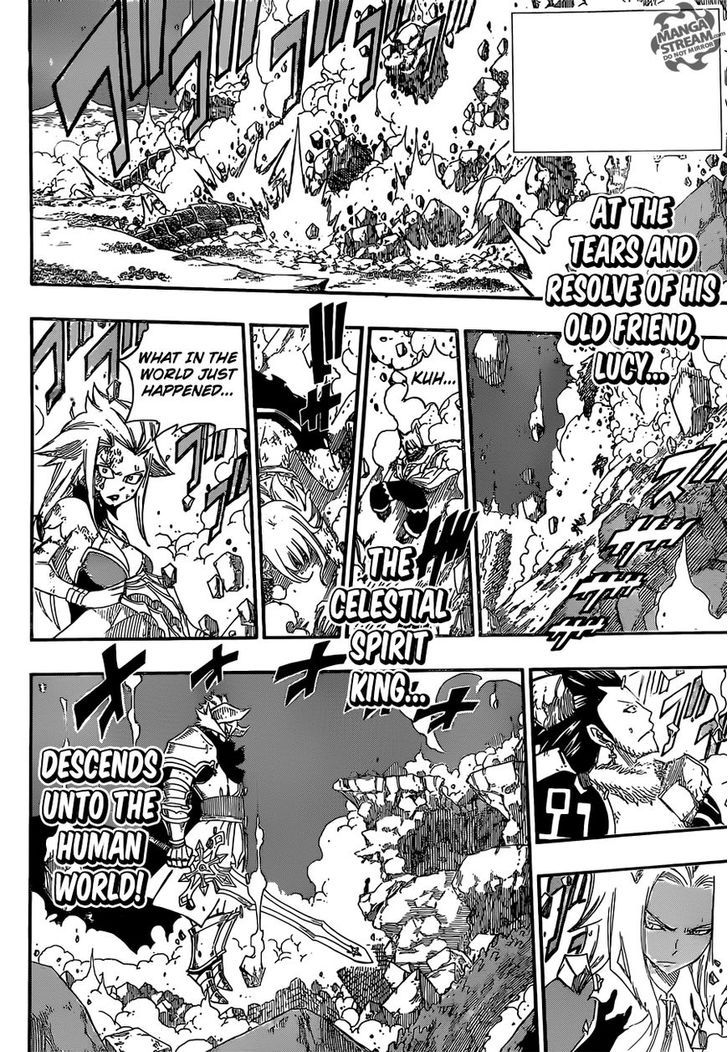 MANGA
STREAM.com
DO NOT MIRROR
AT THE
TEARS AND
RESOLVE OF HIS
OLD FRIEND,
LUCY...
KUH...
WHAT IN THE
WORLD JUST
HAPPENED...
THE
CELESTIAL
SPIRIT
KING...
DESCENDS
UNTO THE
HUMAN
WORLD!